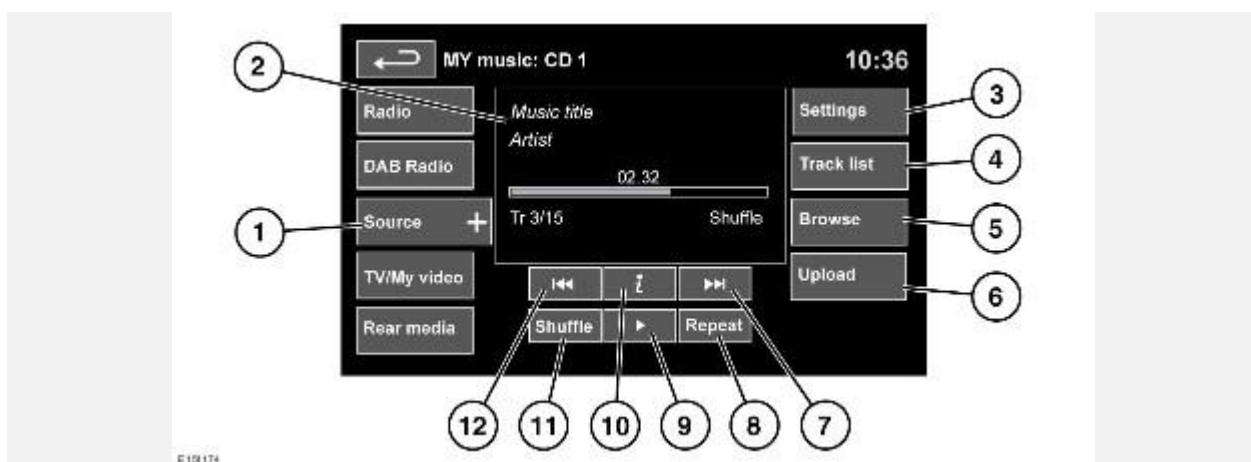 MY music: CD 1
10:36
Radio
DAB Radio
Source +
TV/My video
Rear media
Music title
Artist
02.32
Tr 3/15
Shuffle
Settings
Track list
Browse
Upload
i
Shuffle
Repeat
1
2
3
4
5
6
7
8
9
10
11
12